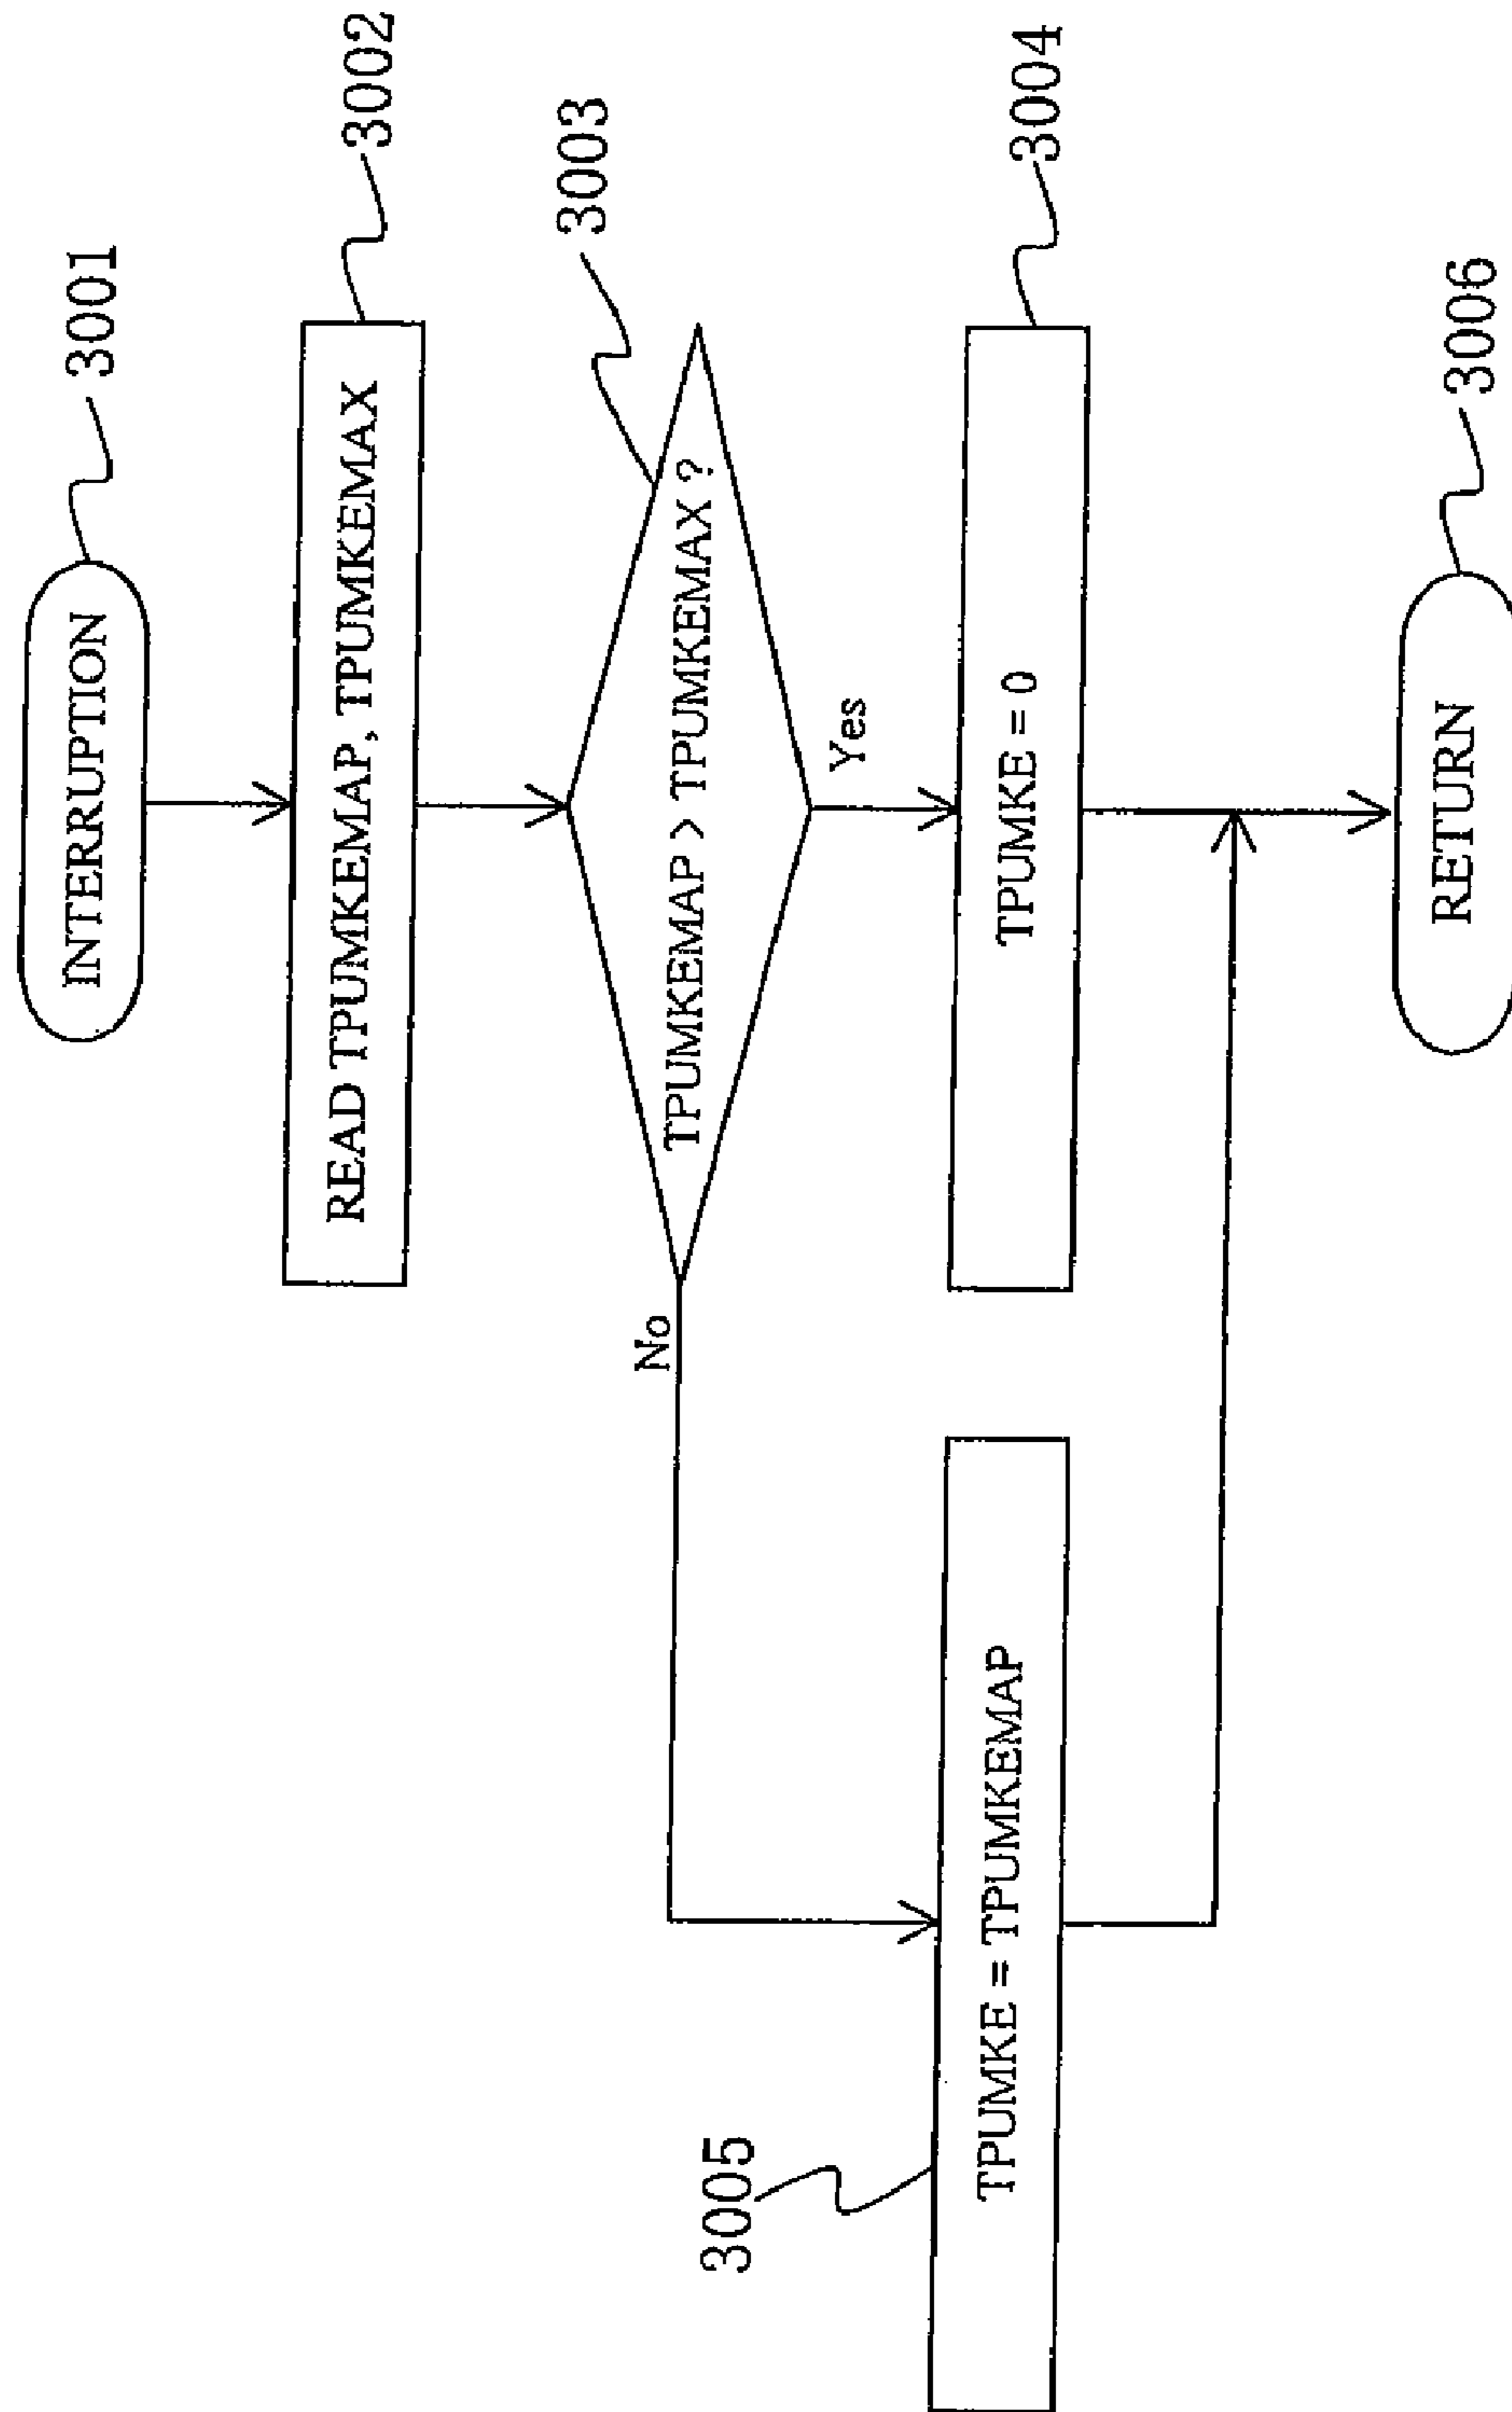 INTERRUPTION
3001
READ TPUMKEMAP, TPUMKEMAX
3002
TPUMKEMAP > TPUMKEMAX ?
3003
No
Yes
3005
TPUMKE = TPUMKEMAP
TPUMKE = 0
3004
RETURN
3006